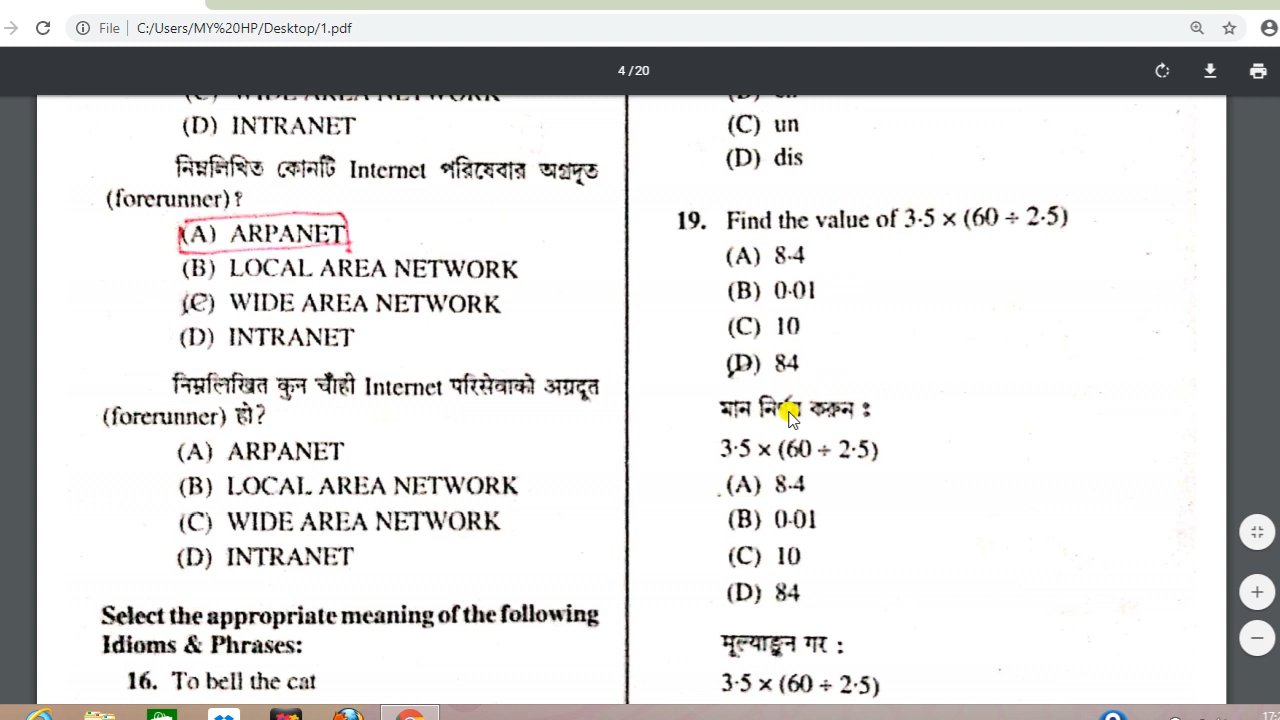 File C:/Users/MY%20HP/Desktop/1.pdf
4 / 20
(D) INTRANET
निম্নলিখিত কোনটি Internet পরিষেবার অগ্রদূত
(forerunner)?
(A) ARPANET
(B) LOCAL AREA NETWORK
(C) WIDE AREA NETWORK
(D) INTRANET
निम्नलिखित कुन चाँही Internet परिसेवाको अग्रदूत
(forerunner) हो?
(A) ARPANET
(B) LOCAL AREA NETWORK
(C) WIDE AREA NETWORK
(D) INTRANET
Select the appropriate meaning of the following
Idioms & Phrases:
16. To bell the cat
(C) un
(D) dis
19. Find the value of 3·5 × (60 ÷ 2·5)
(A) 8·4
(B) 0·01
(C) 10
(D) 84
মান নির্ণয় করুন :
3·5 × (60 ÷ 2·5)
(A) 8·4
(B) 0·01
(C) 10
(D) 84
मूल्याङ्कन गर :
3·5 × (60 ÷ 2·5)